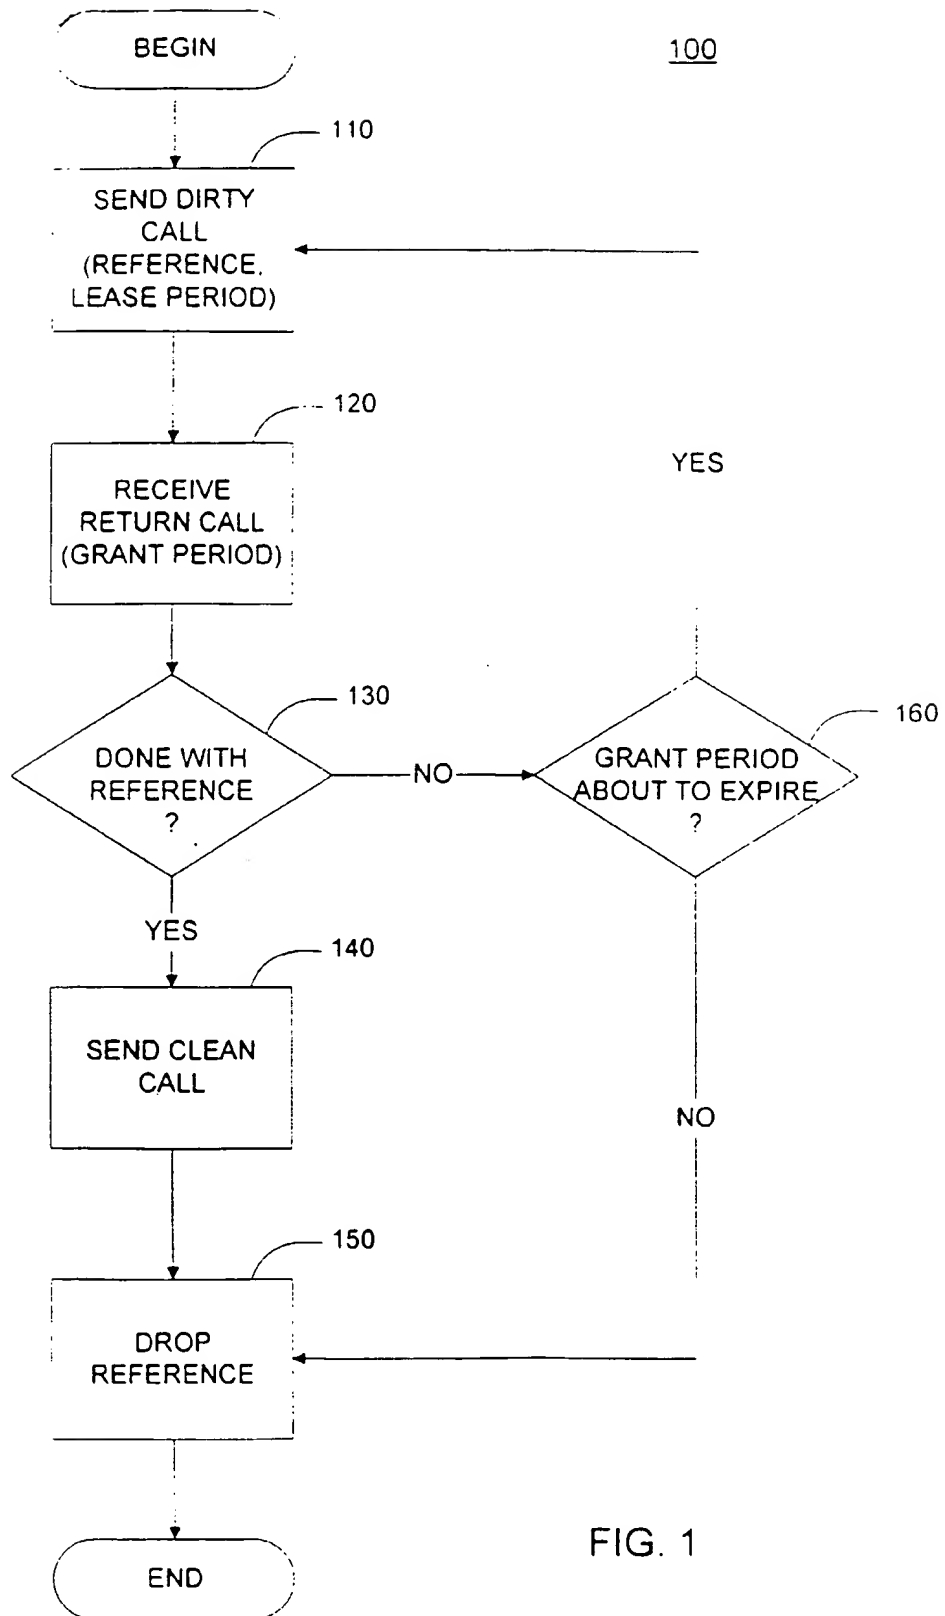 BEGIN
100
110
SEND DIRTY
CALL
(REFERENCE,
LEASE PERIOD)
120
RECEIVE
RETURN CALL
(GRANT PERIOD)
YES
130
DONE WITH
REFERENCE
?
NO
160
GRANT PERIOD
ABOUT TO EXPIRE
?
YES
140
SEND CLEAN
CALL
NO
150
DROP
REFERENCE
END
FIG. 1